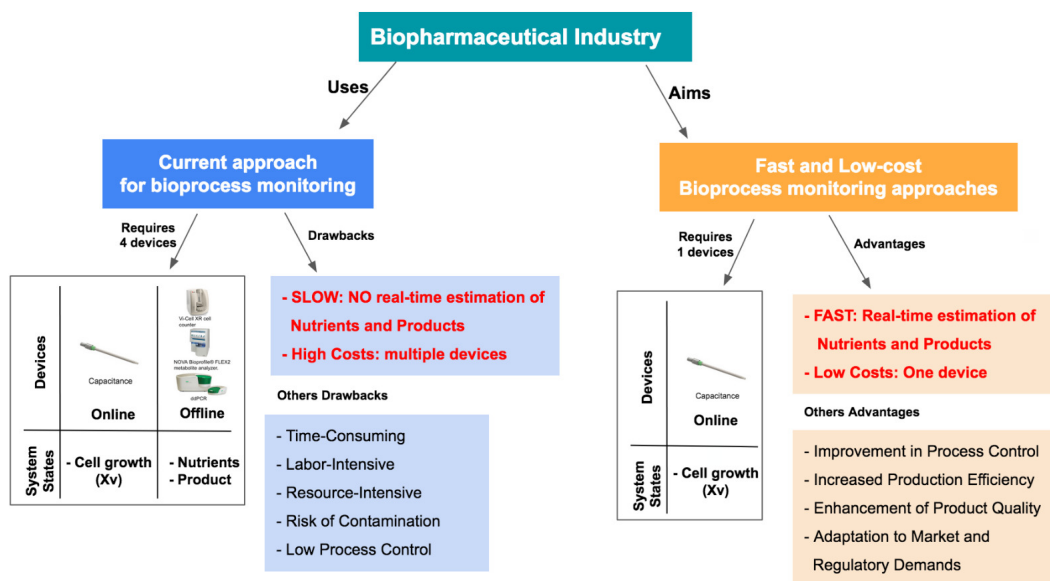 Biopharmaceutical Industry
Uses
Aims
Current approach
for bioprocess monitoring
Fast and Low-cost
Bioprocess monitoring approaches
Requires
4 devices
Drawbacks
Requires
1 devices
Advantages
Devices
Vi-Cell XR cell
counter
NOVA Bioprofile® FLEX2
metabolite analyzer.
ddPCR
Capacitance
Online
Offline
System
States
- Cell growth
(Xv)
- Nutrients
- Product
- SLOW: NO real-time estimation of
Nutrients and Products
- High Costs: multiple devices
Others Drawbacks
- Time-Consuming
- Labor-Intensive
- Resource-Intensive
- Risk of Contamination
- Low Process Control
Devices
Capacitance
Online
System
States
- Cell growth
(Xv)
- FAST: Real-time estimation of
Nutrients and Products
- Low Costs: One device
Others Advantages
- Improvement in Process Control
- Increased Production Efficiency
- Enhancement of Product Quality
- Adaptation to Market and
Regulatory Demands